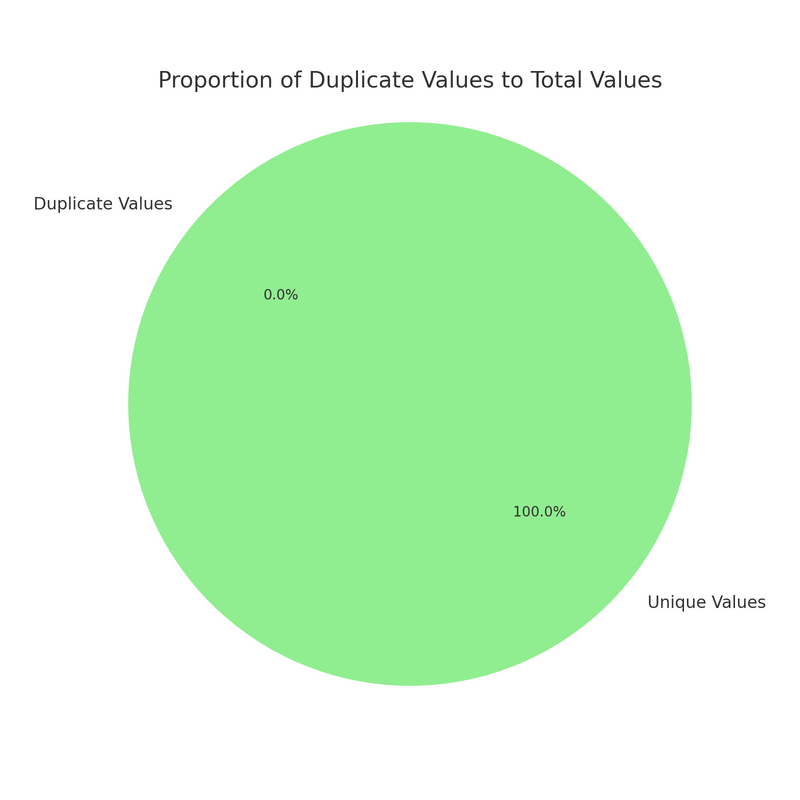 Proportion of Duplicate Values to Total Values
Duplicate Values
0.0%
100.0%
Unique Values